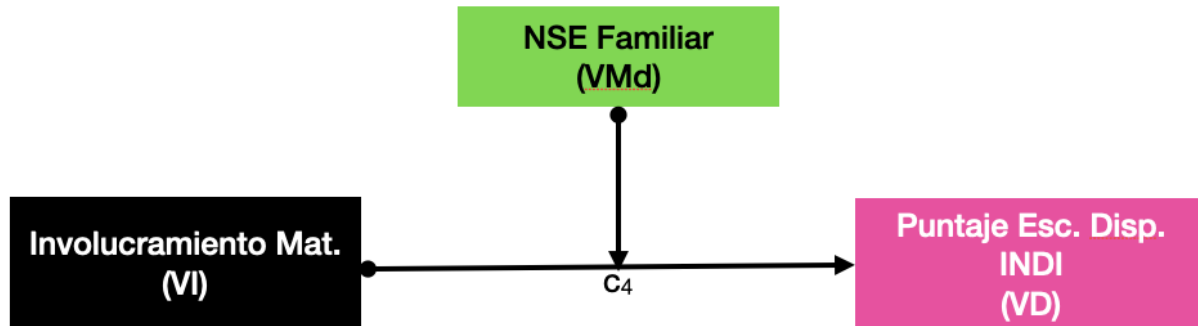 NSE Familiar
(VMd)
Involucramiento Mat.
(VI)
Puntaje Esc. Disp.
INDI
(VD)
c4